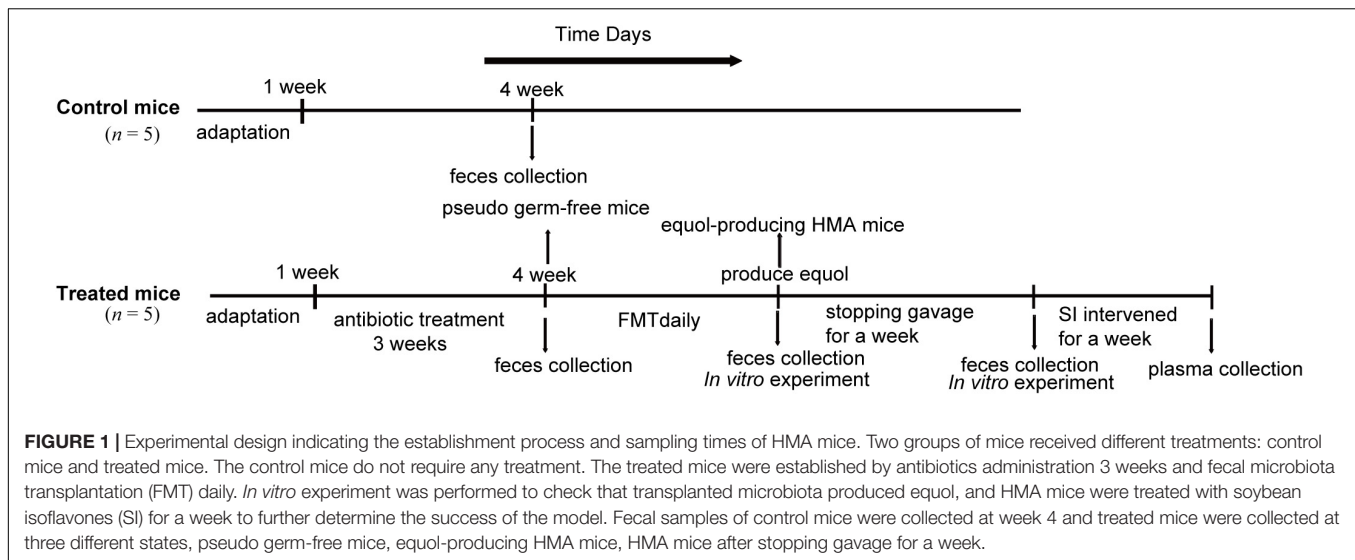 Time Days
1 week
4 week
Control mice
(n = 5)
adaptation
feces collection
pseudo germ-free mice
equol-producing HMA mice
1 week
4 week
produce equol
Treated mice
(n = 5)
adaptation
antibiotic treatment
3 weeks
FMTdaily
stopping gavage
for a week
SI intervened
for a week
feces collection
feces collection
In vitro experiment
feces collection
In vitro experiment
plasma collection
FIGURE 1 | Experimental design indicating the establishment process and sampling times of HMA mice. Two groups of mice received different treatments: control
mice and treated mice. The control mice do not require any treatment. The treated mice were established by antibiotics administration 3 weeks and fecal microbiota
transplantation (FMT) daily. In vitro experiment was performed to check that transplanted microbiota produced equol, and HMA mice were treated with soybean
isoflavones (SI) for a week to further determine the success of the model. Fecal samples of control mice were collected at week 4 and treated mice were collected at
three different states, pseudo germ-free mice, equol-producing HMA mice, HMA mice after stopping gavage for a week.